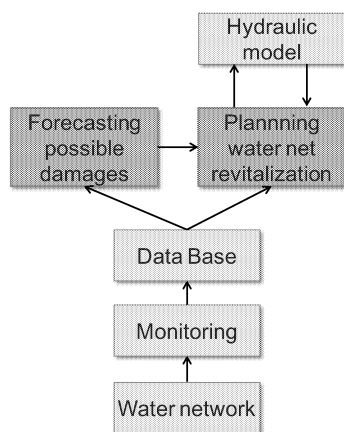 Hydraulic
model
Forecasting
possible
damages
Plannning
water net
revitalization
Data Base
Monitoring
Water network